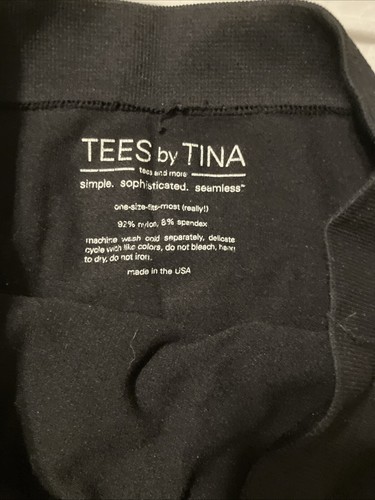 TEES by TINA
tees and more
simple. sophisticated. seamless™
one-size-fits-most (really!)
92% nylon, 8% spandex
machine wash cold separately, delicate
cycle with like colors, do not bleach, hang
to dry, do not iron.
made in the USA